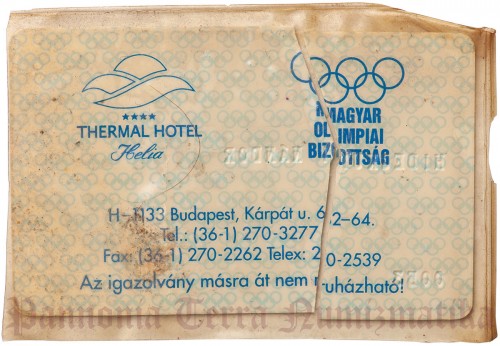 THERMAL HOTEL
Helia
MAGYAR
OLIMPIAI
BIZOTTSÁG
H–1133 Budapest, Kárpát u. 62–64.
Tel.: (36-1) 270-3277
Fax: (36-1) 270-2262 Telex: 20-2539
Az igazolvány másra át nem ruházható!
Pannonia Terra Numizmatika